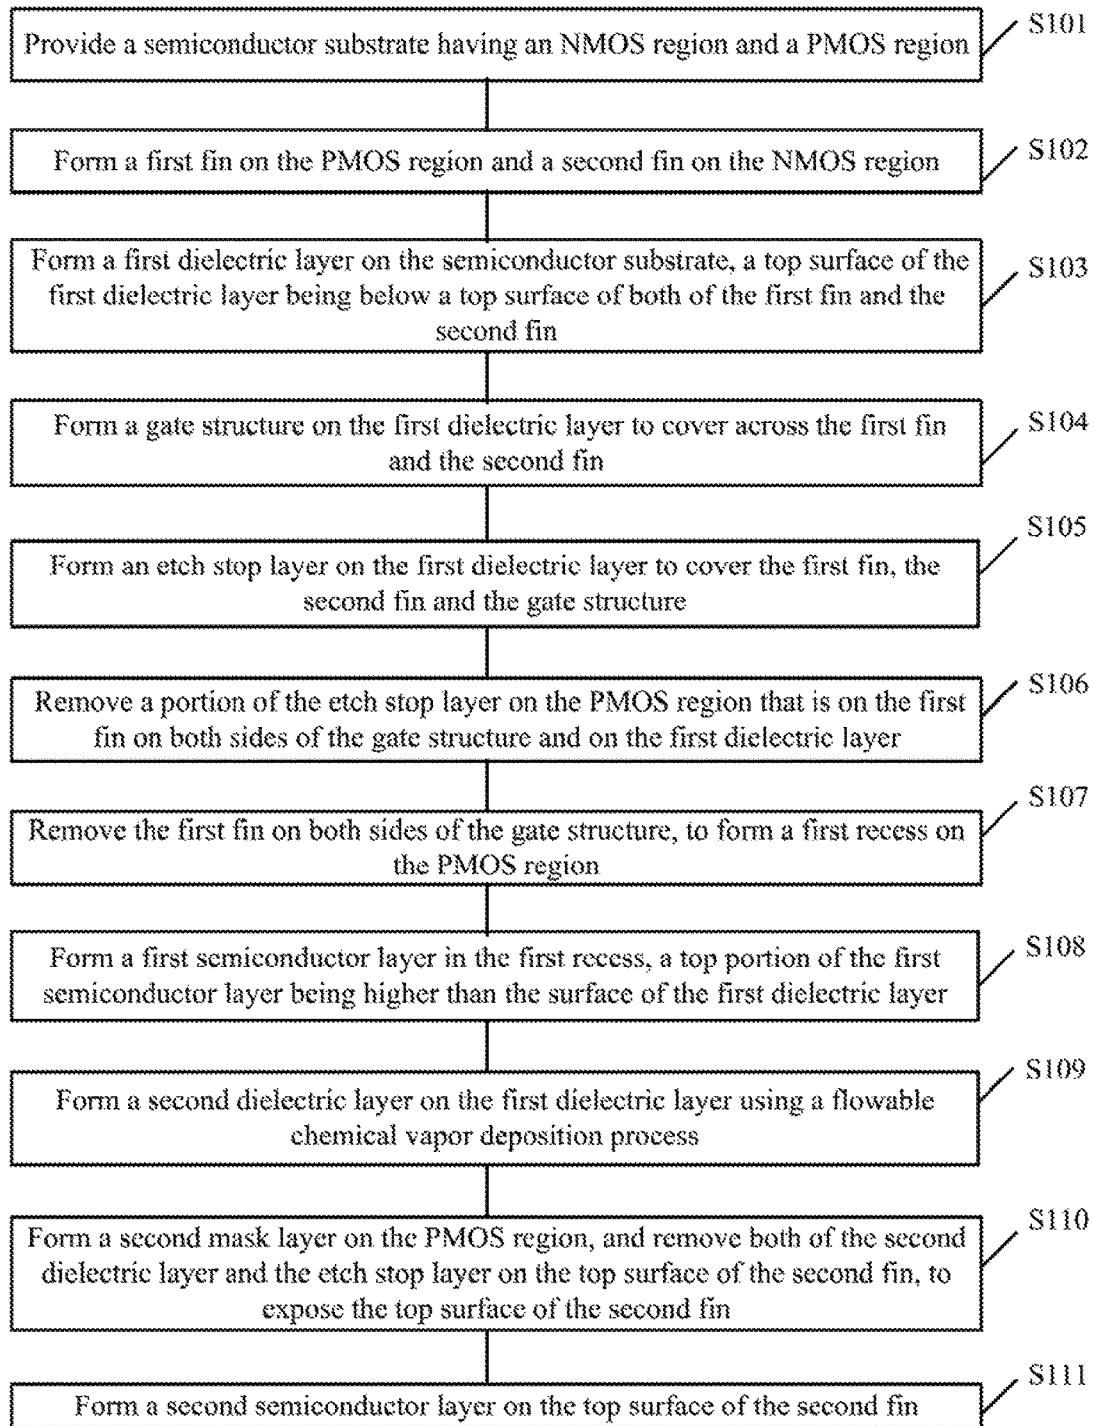 S101
Provide a semiconductor substrate having an NMOS region and a PMOS region
S102
Form a first fin on the PMOS region and a second fin on the NMOS region
S103
Form a first dielectric layer on the semiconductor substrate, a top surface of the
first dielectric layer being below a top surface of both of the first fin and the
second fin
S104
Form a gate structure on the first dielectric layer to cover across the first fin
and the second fin
S105
Form an etch stop layer on the first dielectric layer to cover the first fin, the
second fin and the gate structure
S106
Remove a portion of the etch stop layer on the PMOS region that is on the first
fin on both sides of the gate structure and on the first dielectric layer
S107
Remove the first fin on both sides of the gate structure, to form a first recess on
the PMOS region
S108
Form a first semiconductor layer in the first recess, a top portion of the first
semiconductor layer being higher than the surface of the first dielectric layer
S109
Form a second dielectric layer on the first dielectric layer using a flowable
chemical vapor deposition process
S110
Form a second mask layer on the PMOS region, and remove both of the second
dielectric layer and the etch stop layer on the top surface of the second fin, to
expose the top surface of the second fin
S111
Form a second semiconductor layer on the top surface of the second fin